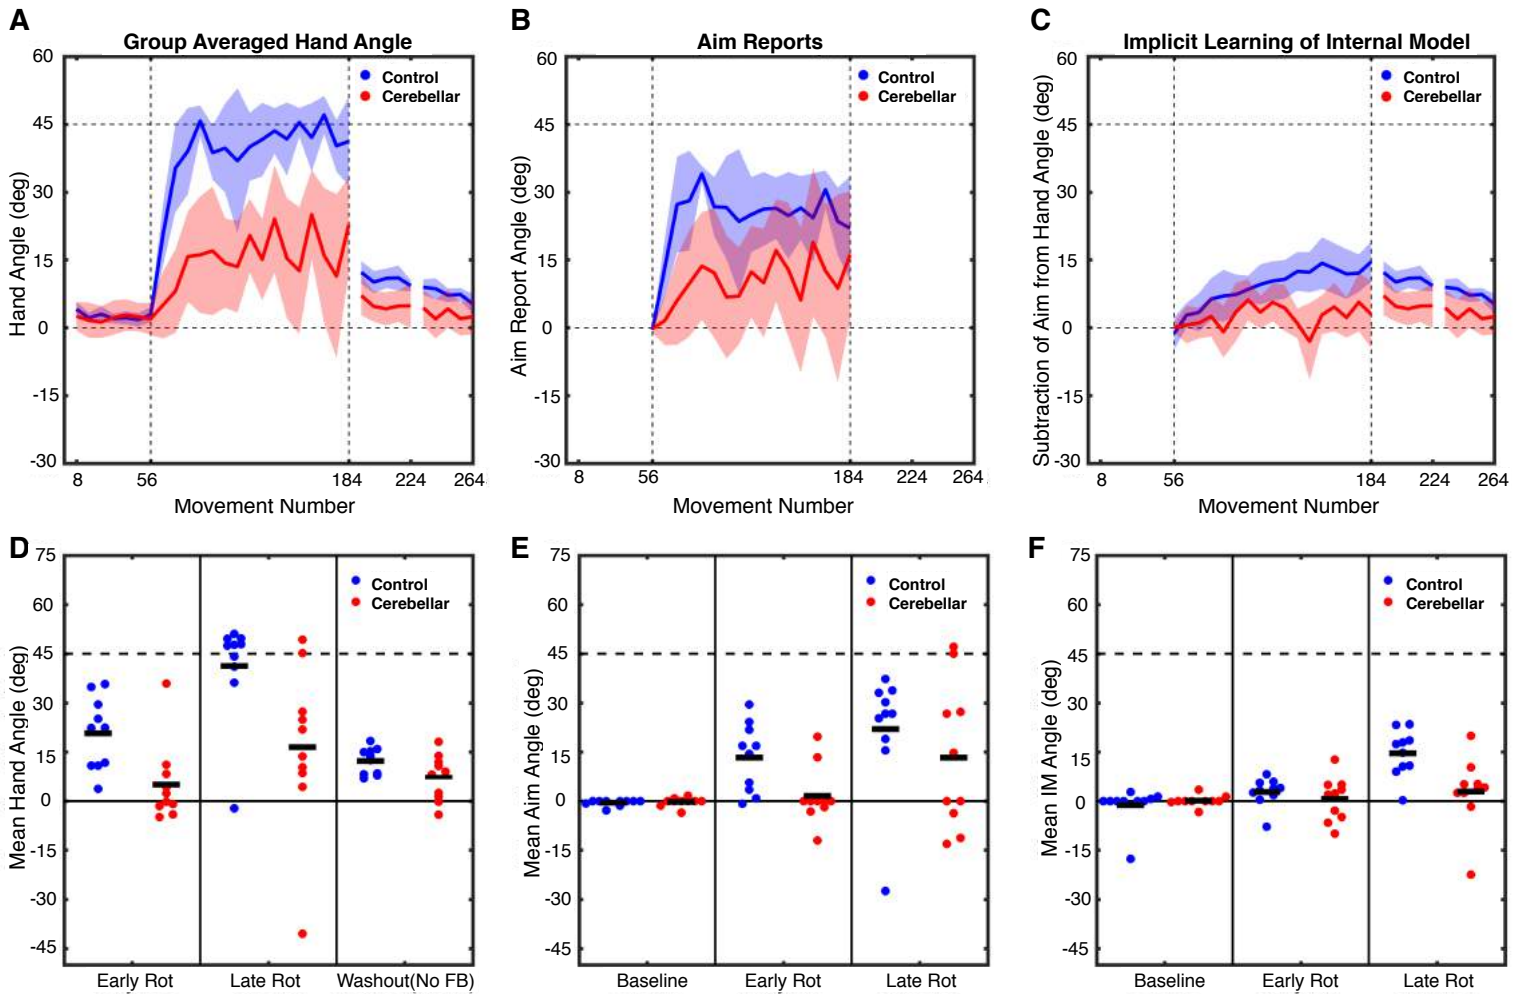 A
Group Averaged Hand Angle
60
45
30
15
0
-15
-30
Hand Angle (deg)
Control
Cerebellar
8
56
184
224
264
Movement Number
B
Aim Reports
60
45
30
15
0
-15
-30
Aim Report Angle (deg)
Control
Cerebellar
8
56
184
224
264
Movement Number
C
Implicit Learning of Internal Model
60
45
30
15
0
-15
-30
Subtraction of Aim from Hand Angle (deg)
Control
Cerebellar
8
56
184
224
264
Movement Number
D
75
60
45
30
15
0
-15
-30
-45
Mean Hand Angle (deg)
Control
Cerebellar
Early Rot
Late Rot
Washout(No FB)
E
75
60
45
30
15
0
-15
-30
-45
Mean Aim Angle (deg)
Control
Cerebellar
Baseline
Early Rot
Late Rot
F
75
60
45
30
15
0
-15
-30
-45
Mean IM Angle (deg)
Control
Cerebellar
Baseline
Early Rot
Late Rot